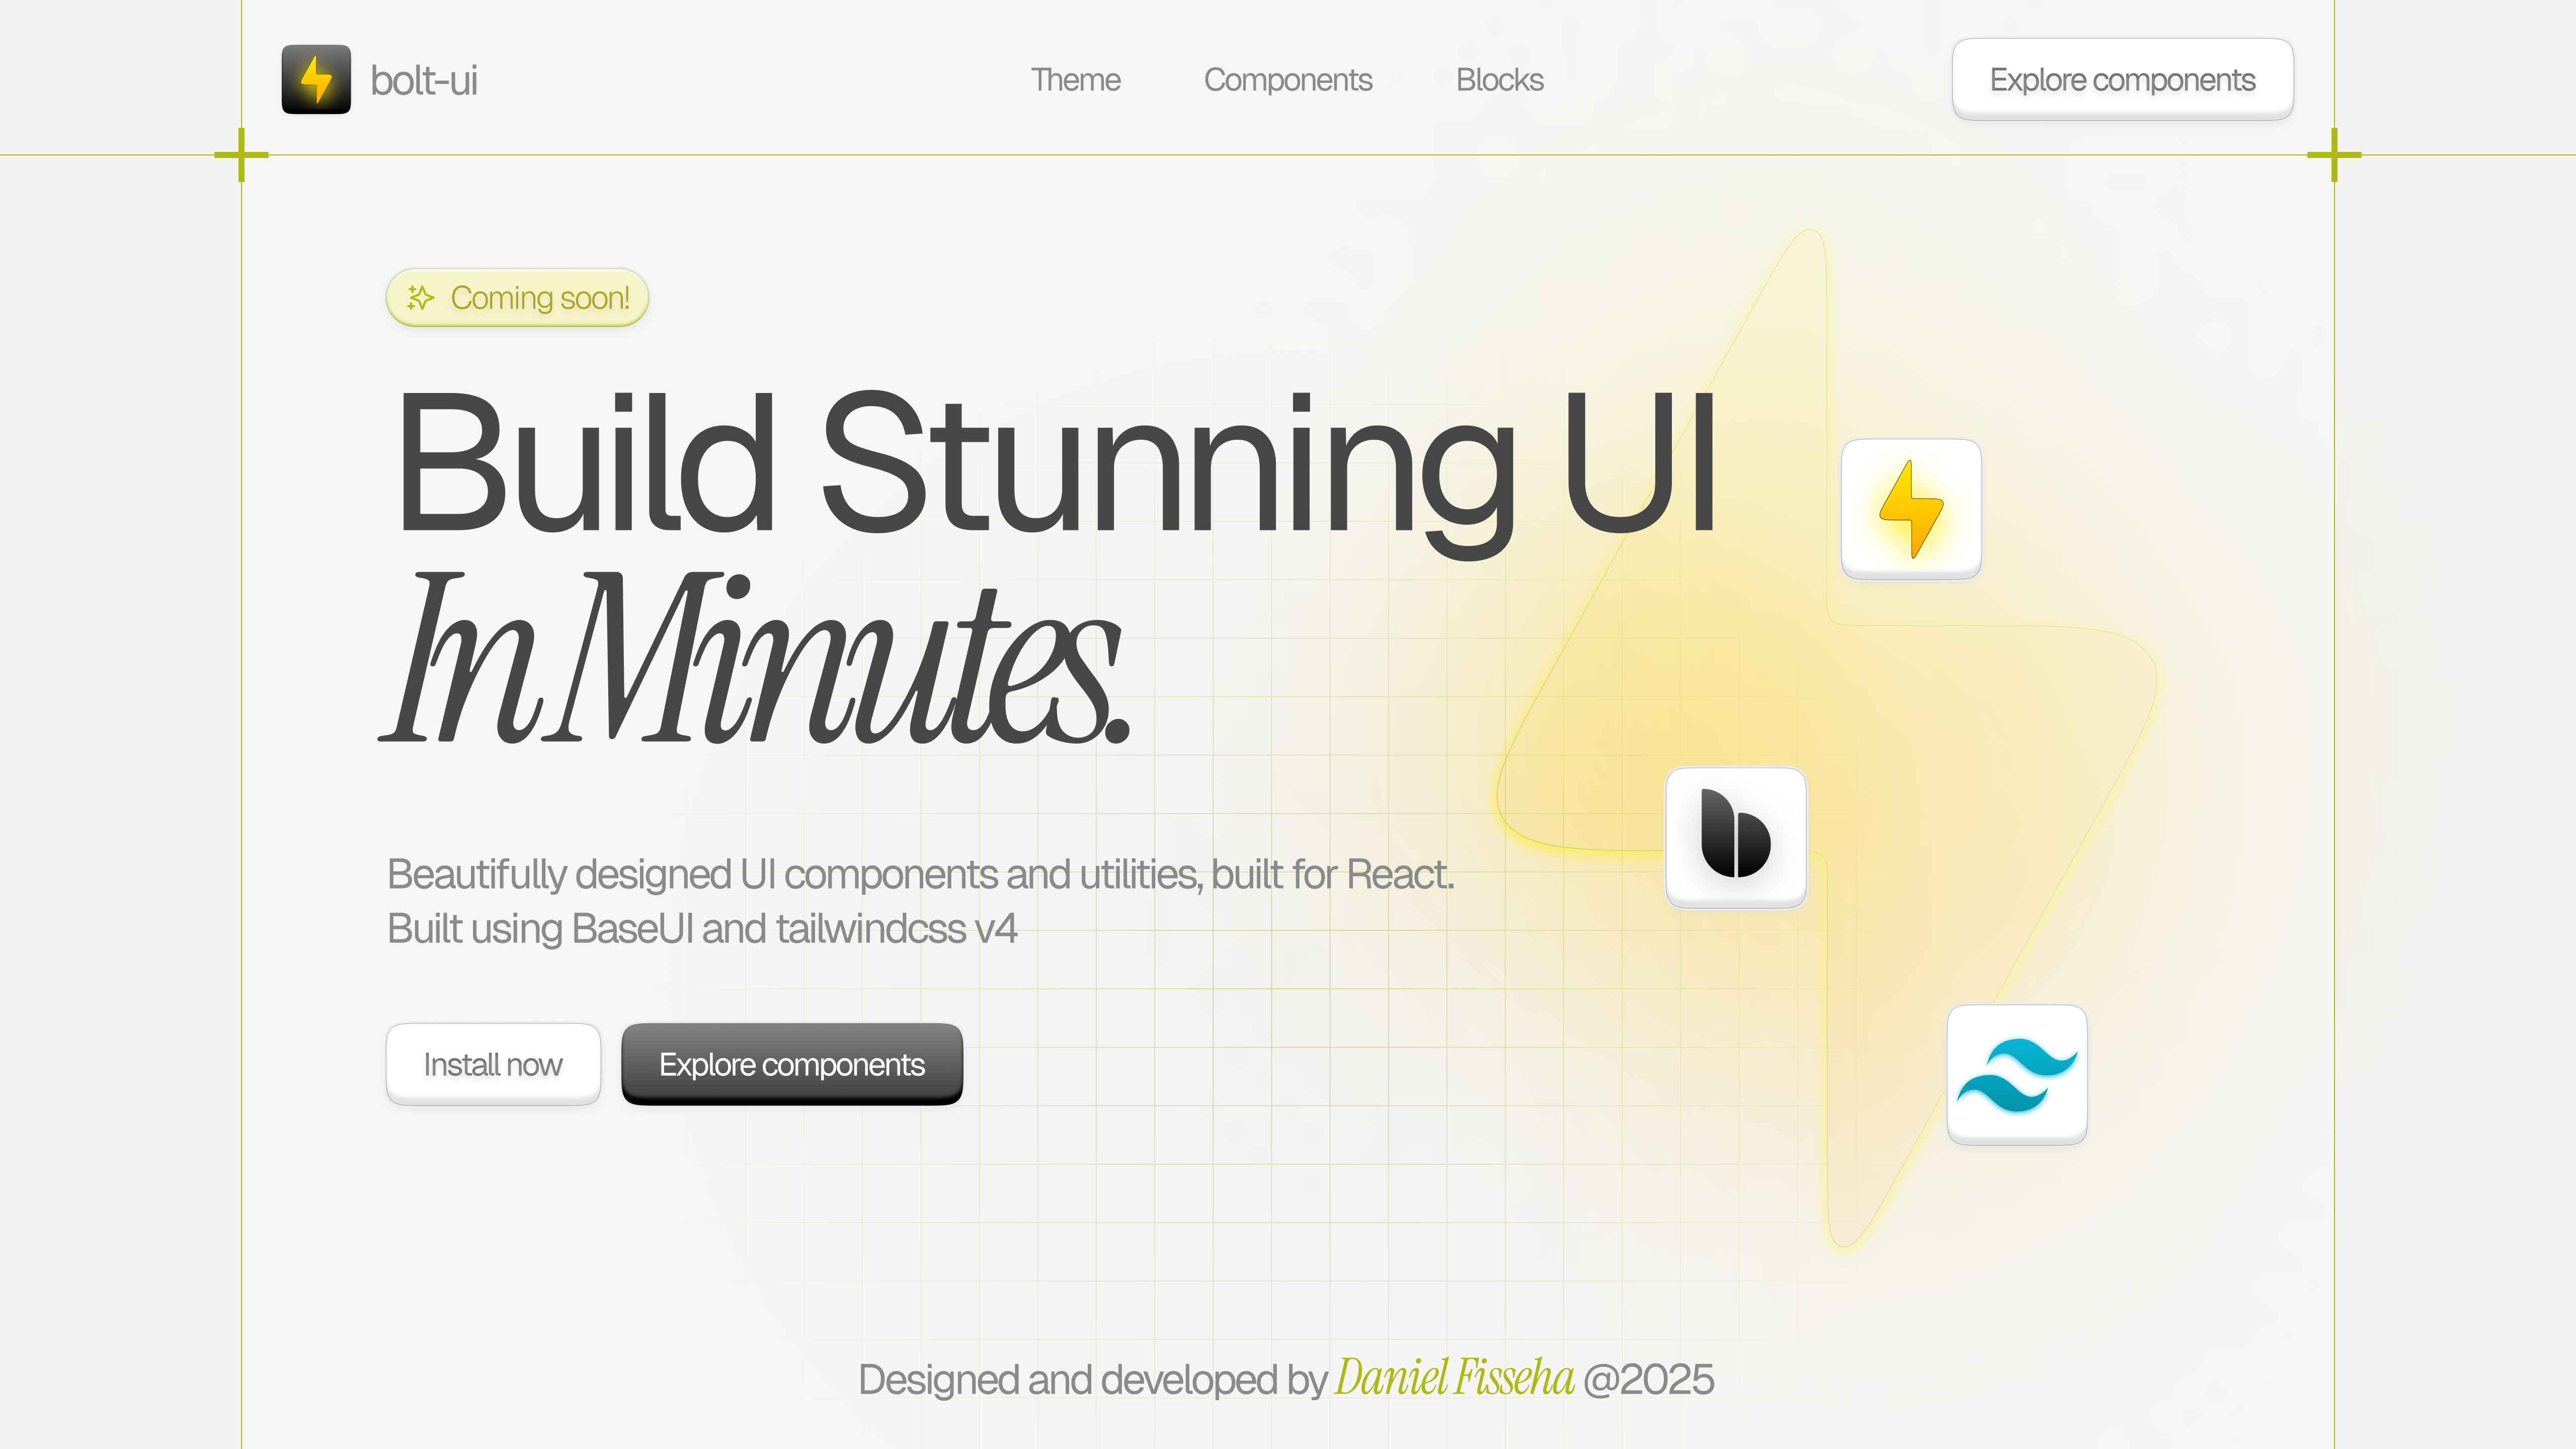 bolt-ui
Theme
Components
Blocks
Explore components
Coming soon!
Build Stunning UI
In Minutes.
Beautifully designed UI components and utilities, built for React.
Built using BaseUI and tailwindcss v4
Install now
Explore components
Designed and developed by Daniel Fisseha @2025